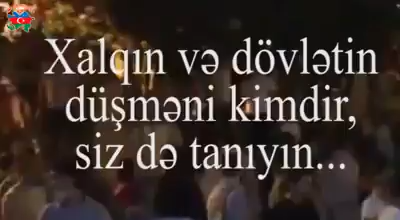 Xalqın və dövlətin
düşməni kimdir,
siz də tanıyın...